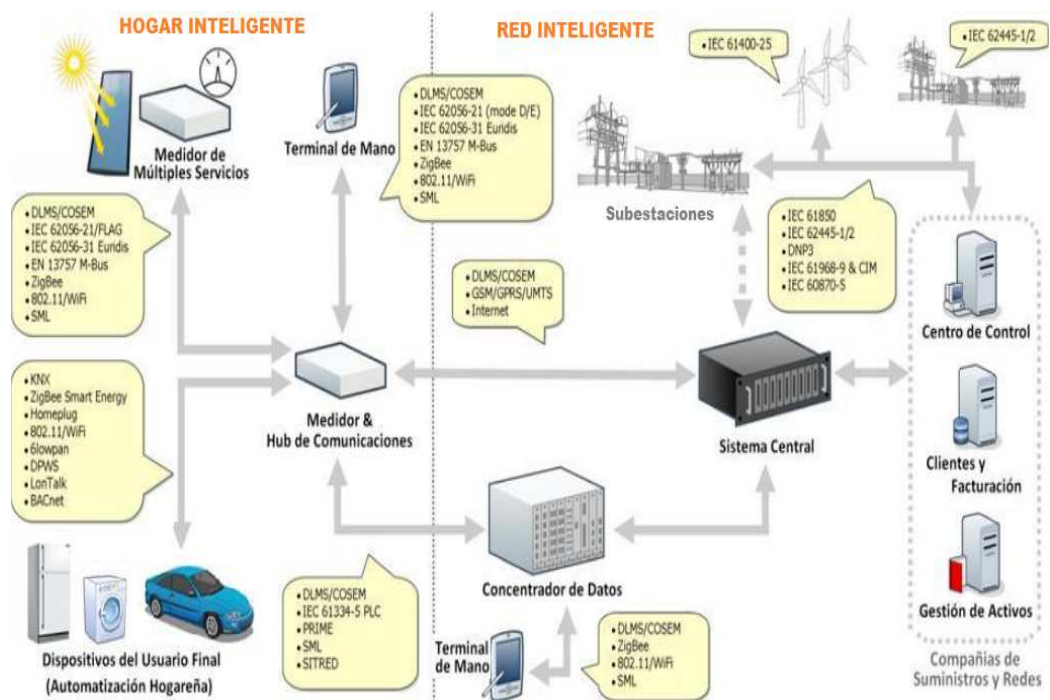 HOGAR INTELIGENTE
RED INTELIGENTE
• IEC 61400-25
• IEC 62445-1/2
Medidor de
Múltiples Servicios
Terminal de Mano
• DLMS/COSEM
• IEC 62056-21 (mode D/E)
• IEC 62056-31 Euridis
• EN 13757 M-Bus
• ZigBee
• 802.11/WiFi
• SML
Subestaciones
• DLMS/COSEM
• IEC 62056-21/FLAG
• IEC 62056-31 Euridis
• EN 13757 M-Bus
• ZigBee
• 802.11/WiFi
• SML
• IEC 61850
• IEC 62445-1/2
• DNP3
• IEC 61968-9 & CIM
• IEC 60870-5
• DLMS/COSEM
• GSM/GPRS/UMTS
• Internet
Centro de Control
• KNX
• ZigBee Smart Energy
• Homeplug
• 802.11/WiFi
• 6lowpan
• DPWS
• LonTalk
• BACnet
Medidor &
Hub de Comunicaciones
Sistema Central
Clientes y
Facturación
Concentrador de Datos
• DLMS/COSEM
• IEC 61334-5 PLC
• PRIME
• SML
• SITRED
Gestión de Activos
Terminal
de Mano
• DLMS/COSEM
• ZigBee
• 802.11/WiFi
• SML
Dispositivos del Usuario Final
(Automatización Hogareña)
Compañías de
Suministros y Redes